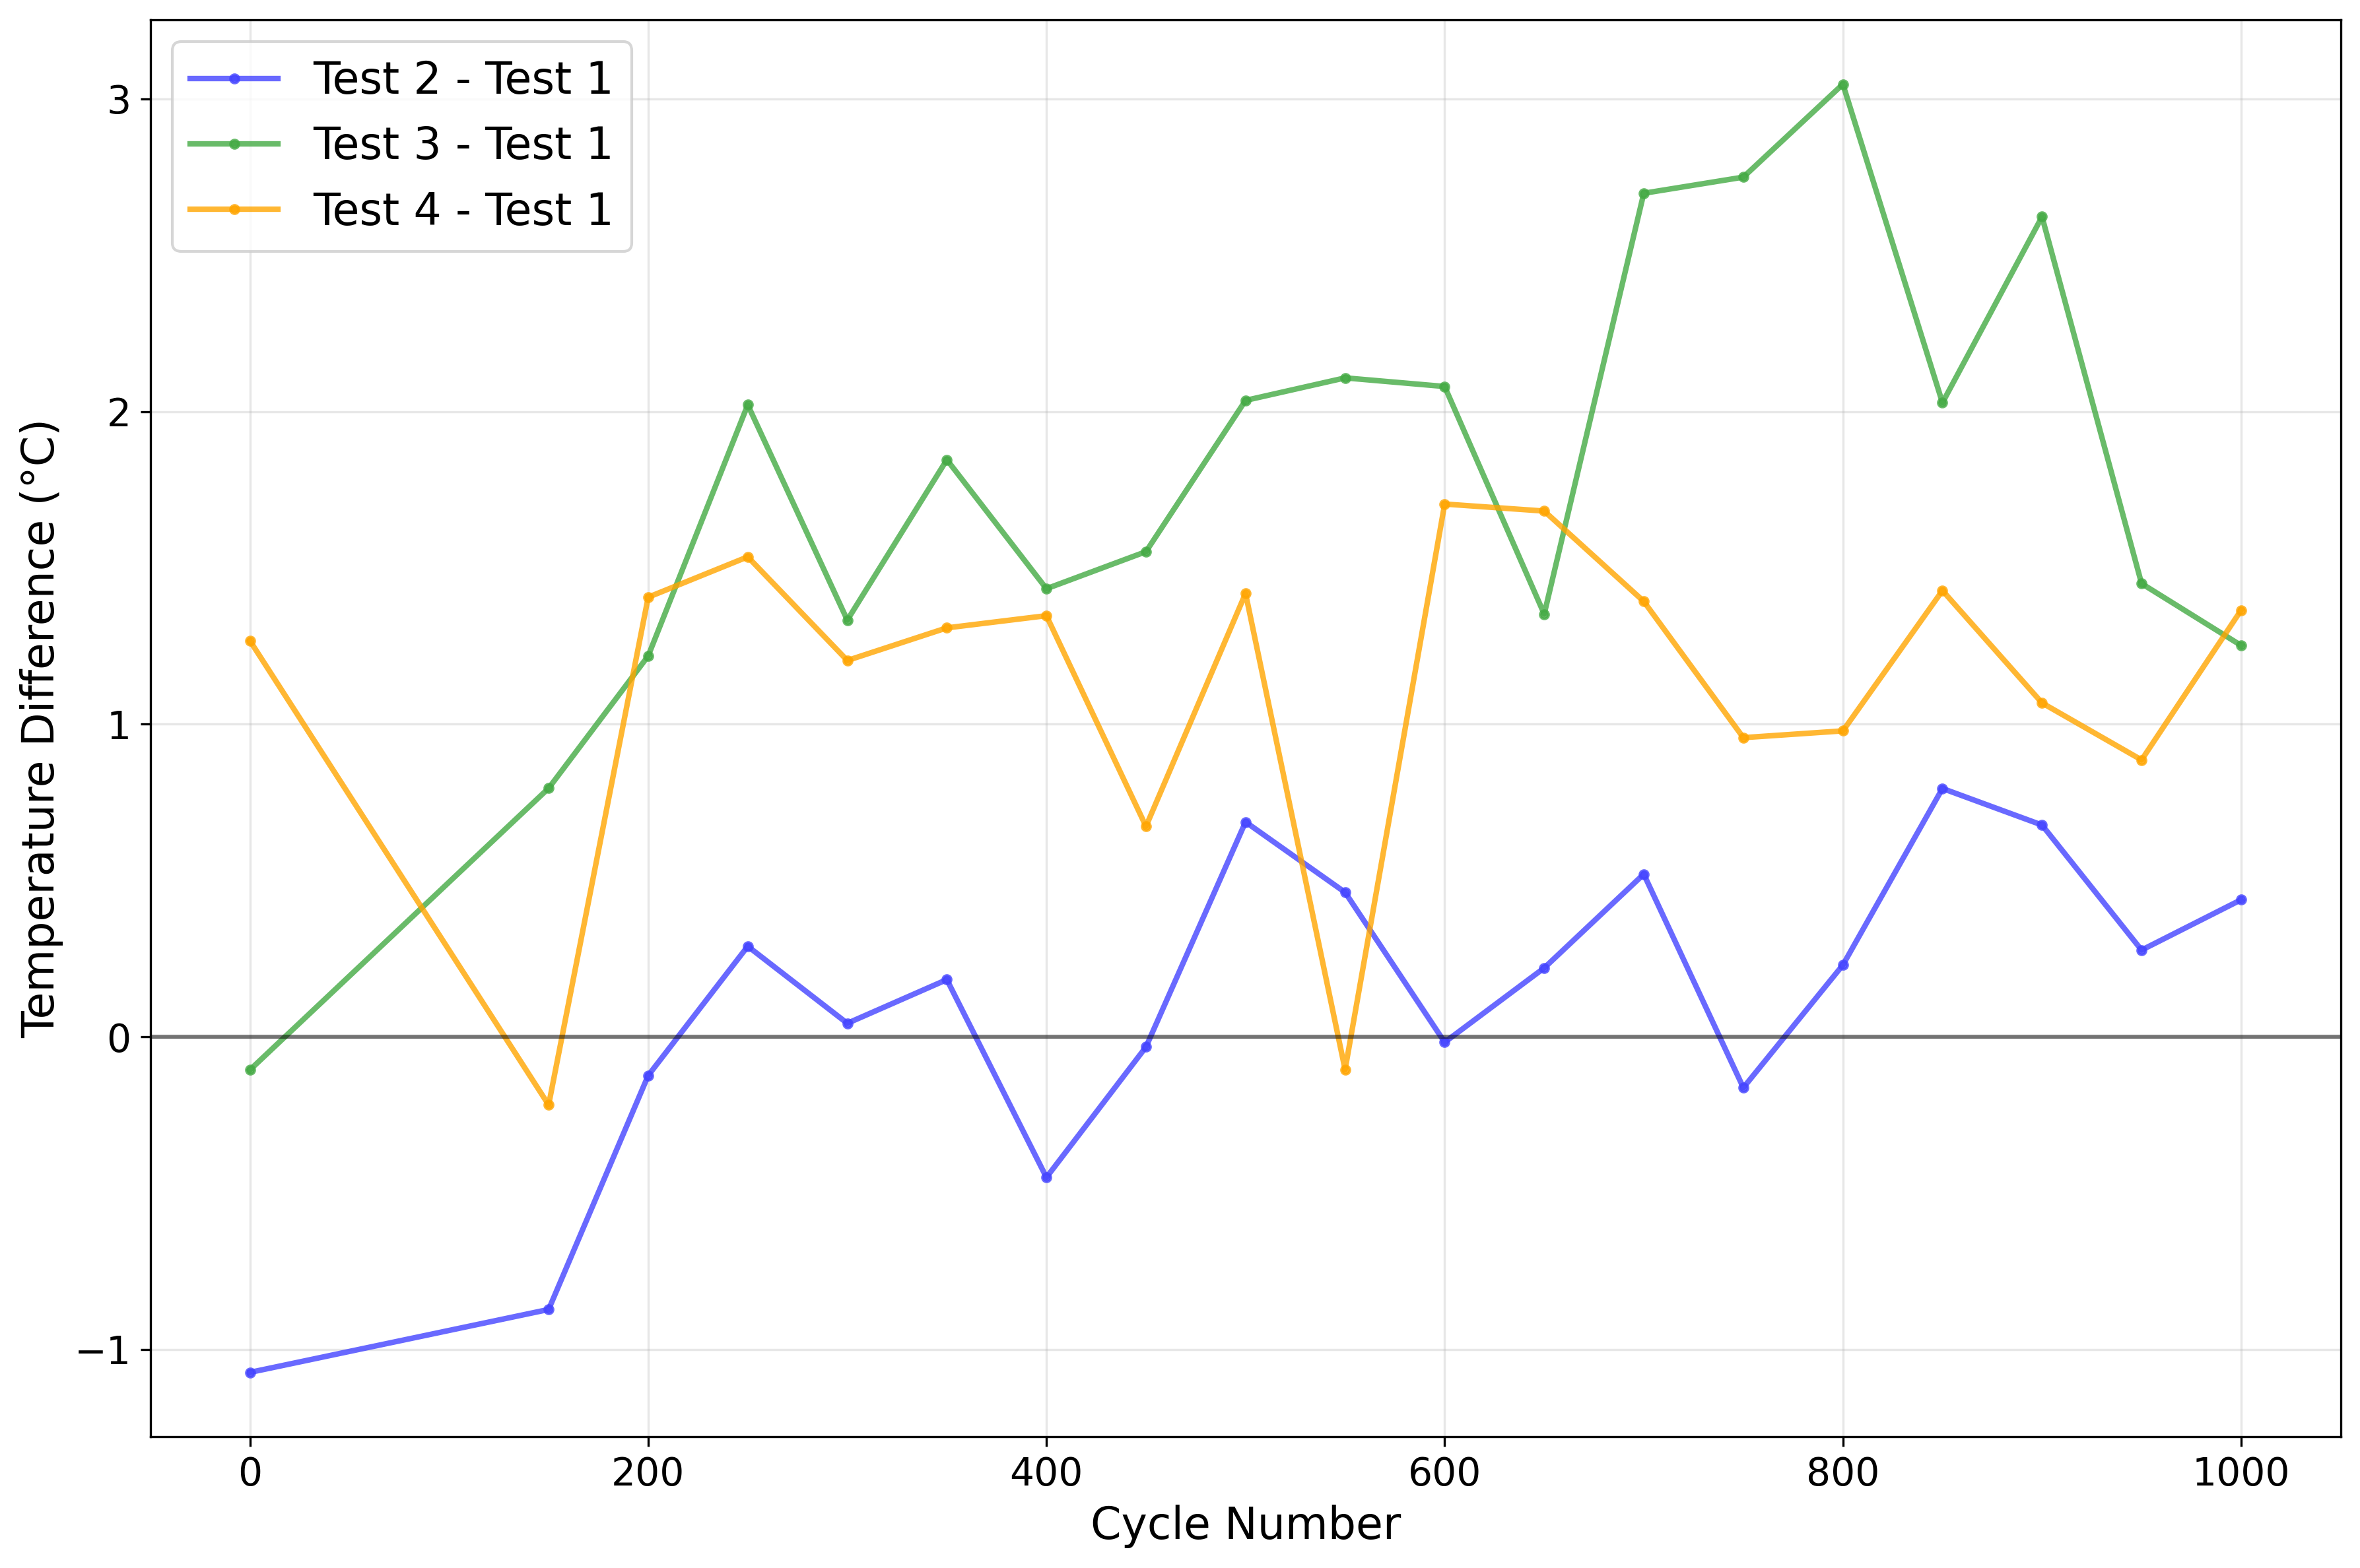 Test 2 - Test 1
Test 3 - Test 1
Test 4 - Test 1
Temperature Difference (°C)
3
2
1
0
−1
0 200 400 600 800 1000
Cycle Number